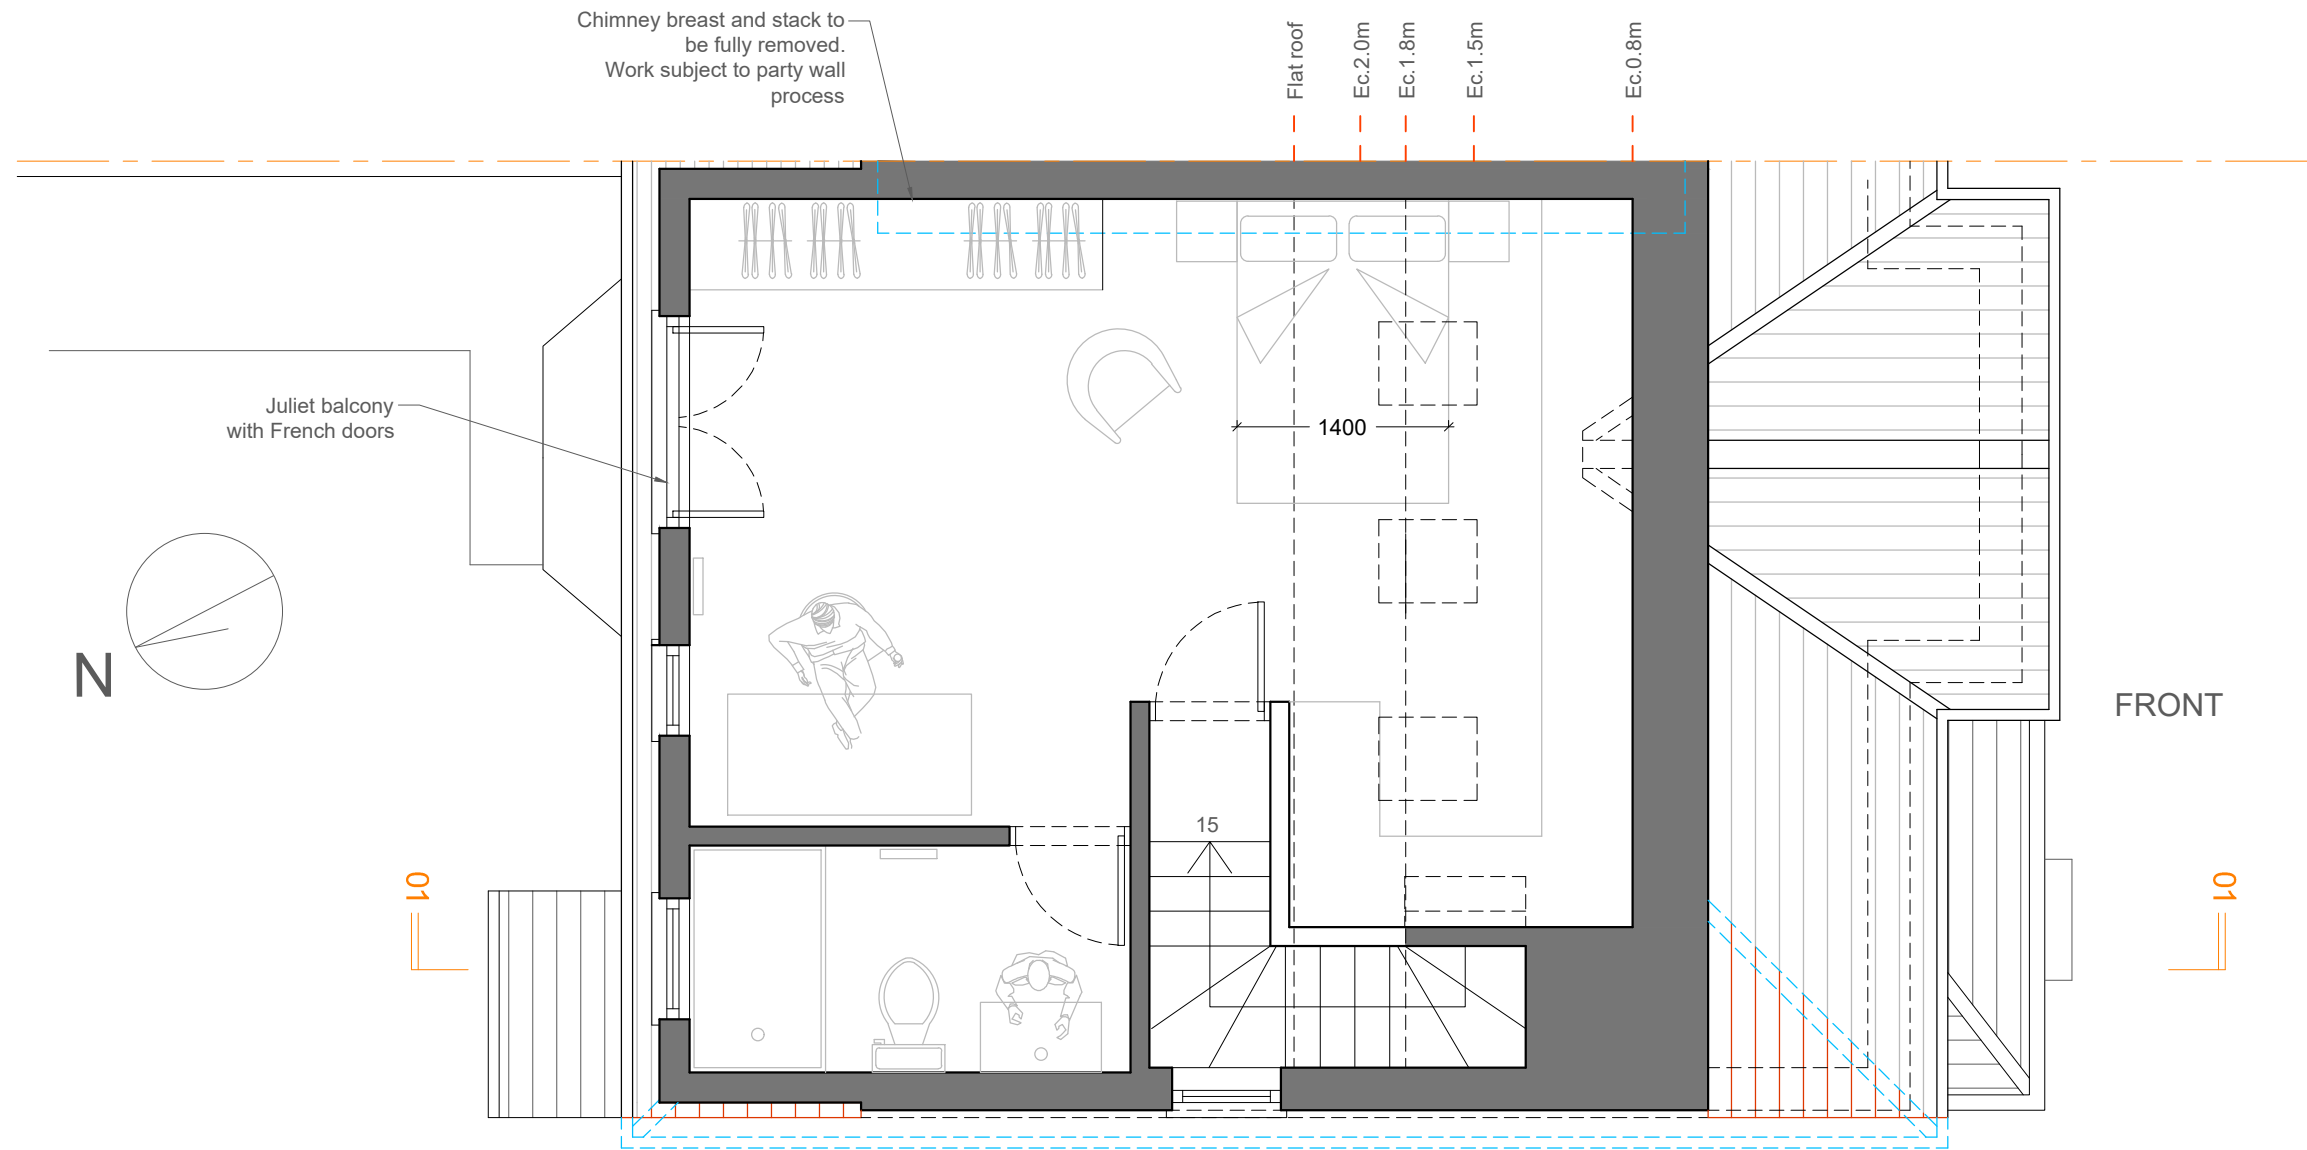 Chimney breast and stack to
be fully removed.
Work subject to party wall
process
Flat roof
Ec.2.0m
Ec.1.8m
Ec.1.5m
Ec.0.8m
Juliet balcony
with French doors
1400
N
FRONT
15
01
01